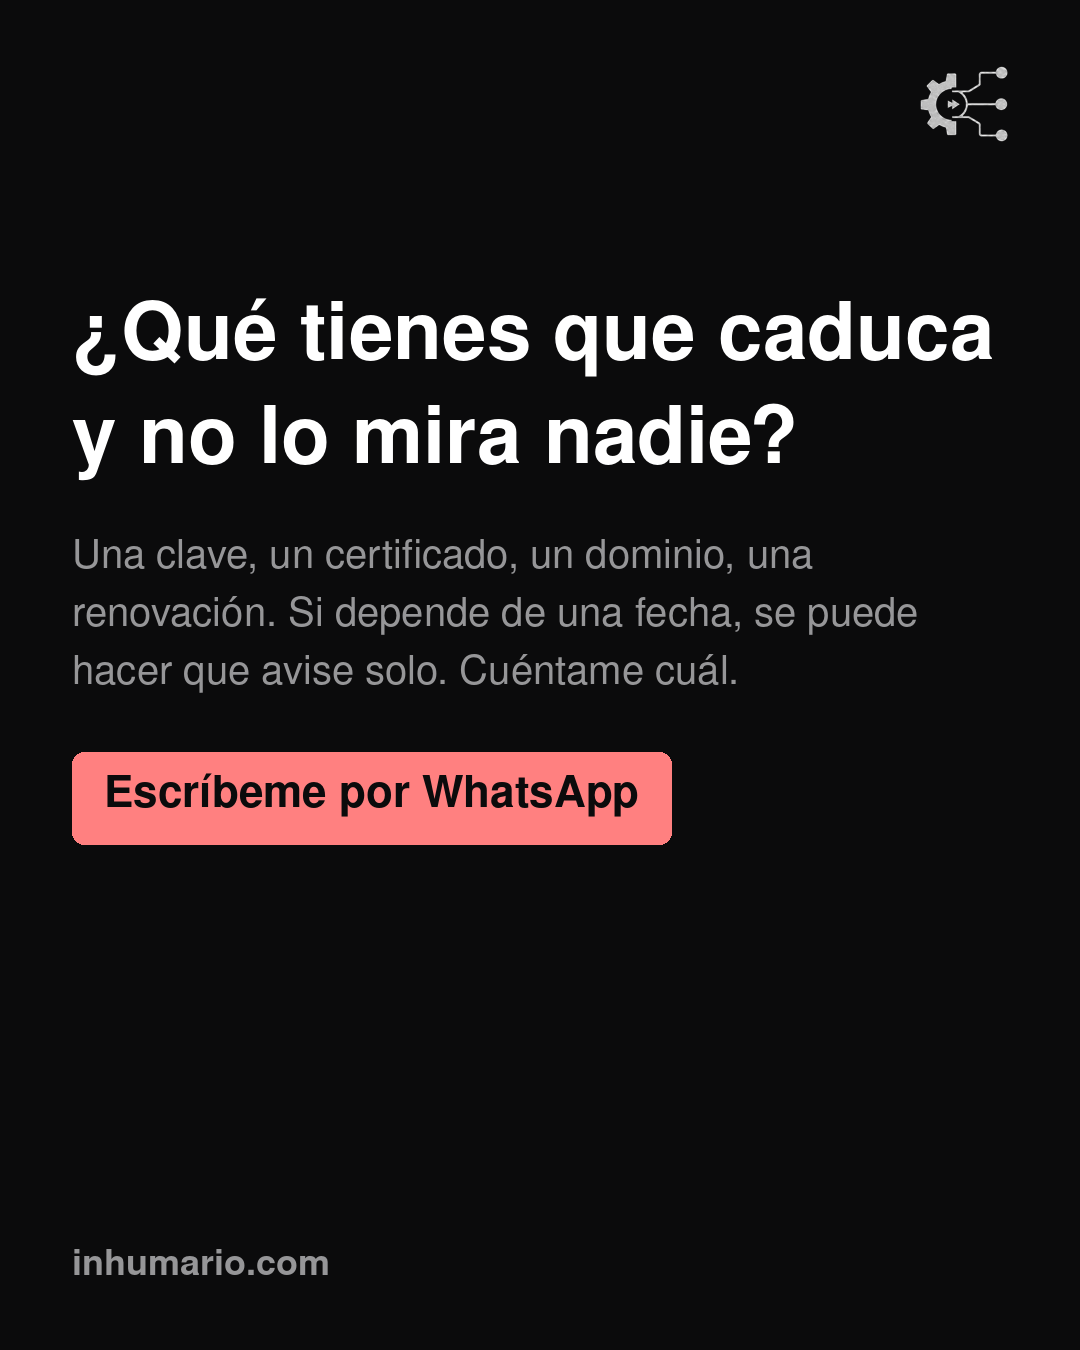 ¿Qué tienes que caduca
y no lo mira nadie?
Una clave, un certificado, un dominio, una
renovación. Si depende de una fecha, se puede
hacer que avise solo. Cuéntame cuál.
Escríbeme por WhatsApp
inhumario.com